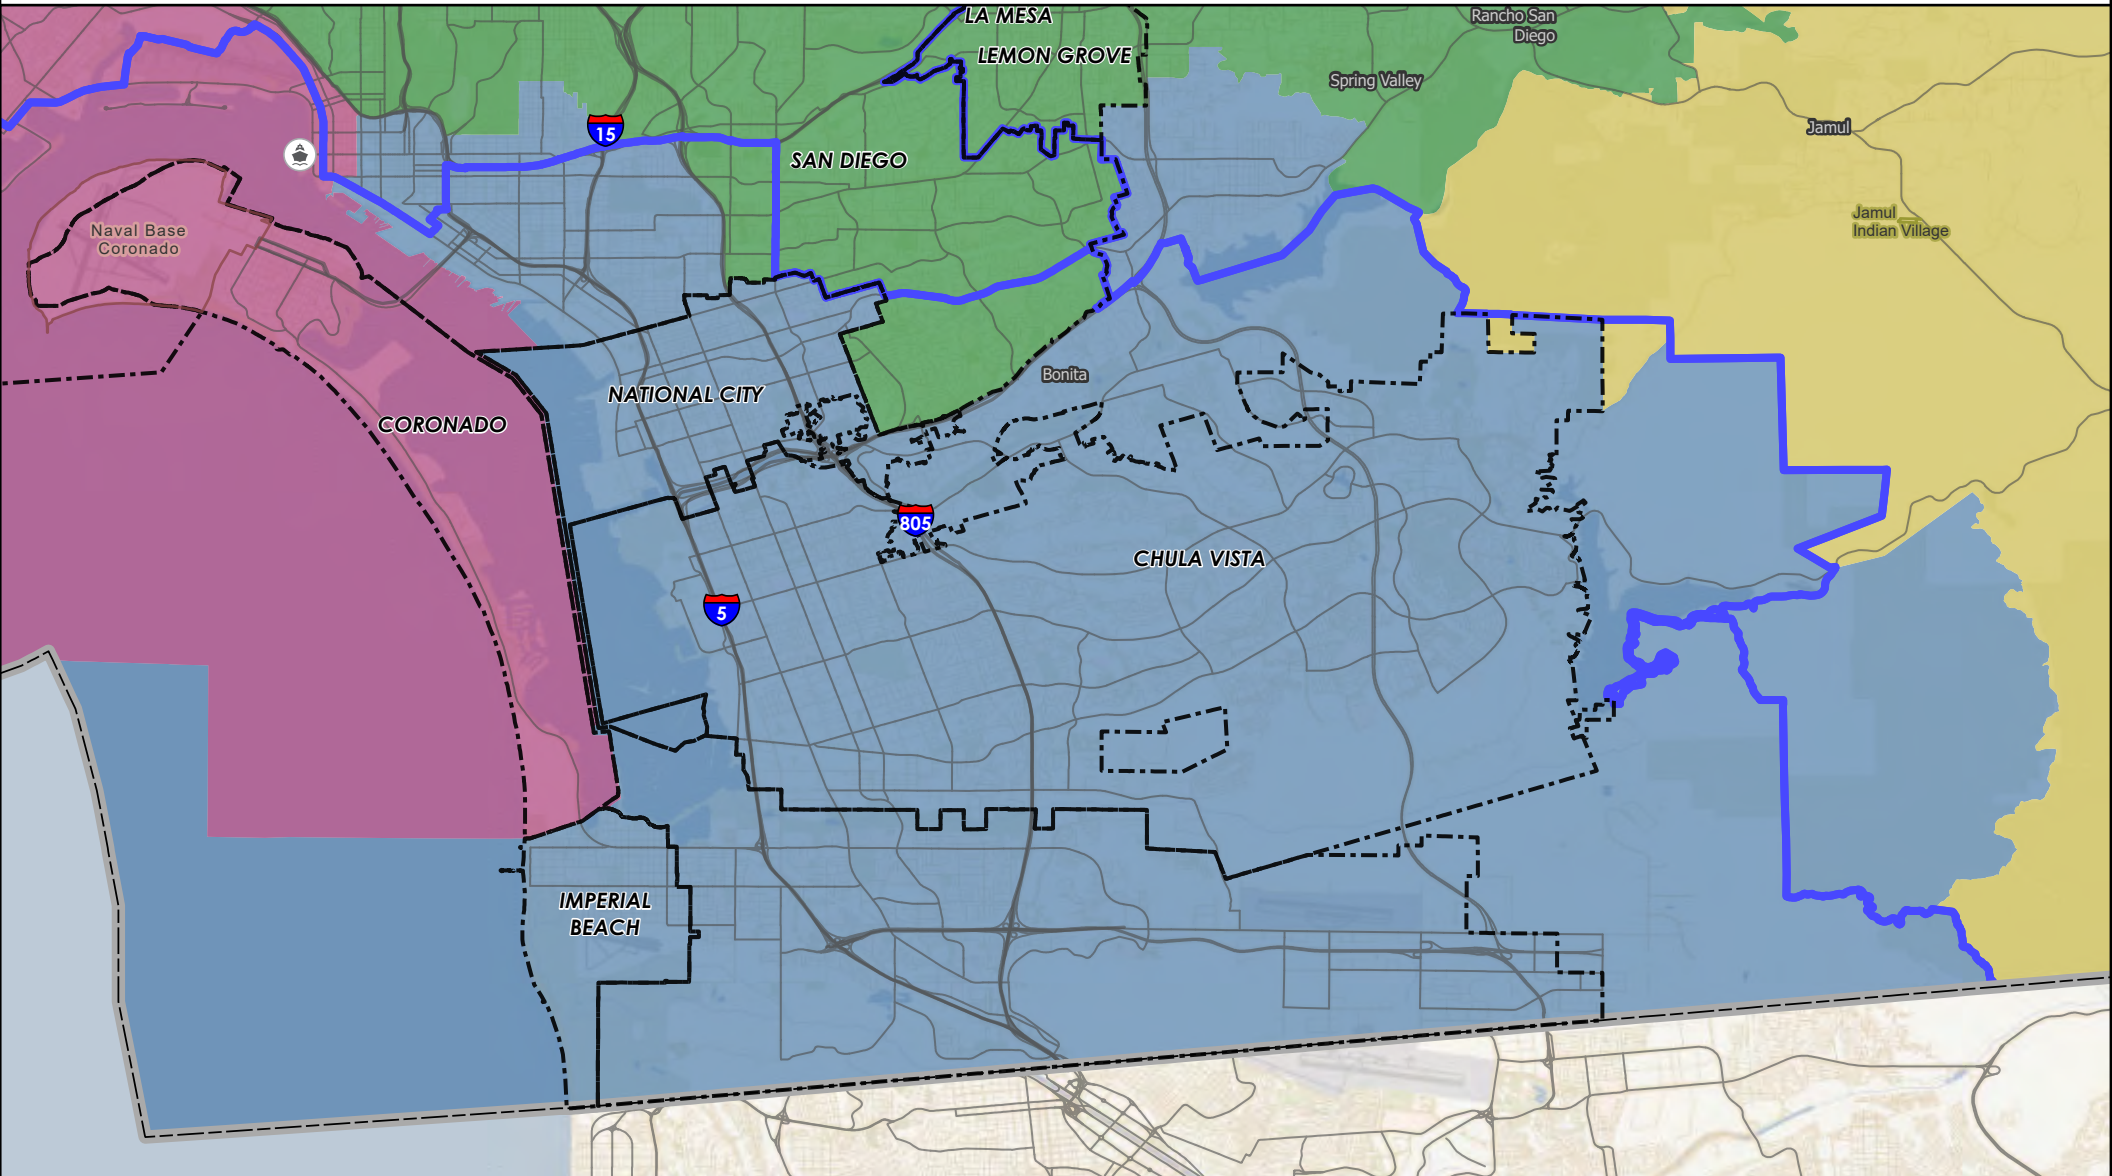 LA MESA
Rancho San
Diego
LEMON GROVE
Spring Valley
15
Jamul
SAN DIEGO
Jamul
Indian Village
Naval Base
Coronado
Bonita
NATIONAL CITY
CORONADO
805
CHULA VISTA
5
IMPERIAL
BEACH